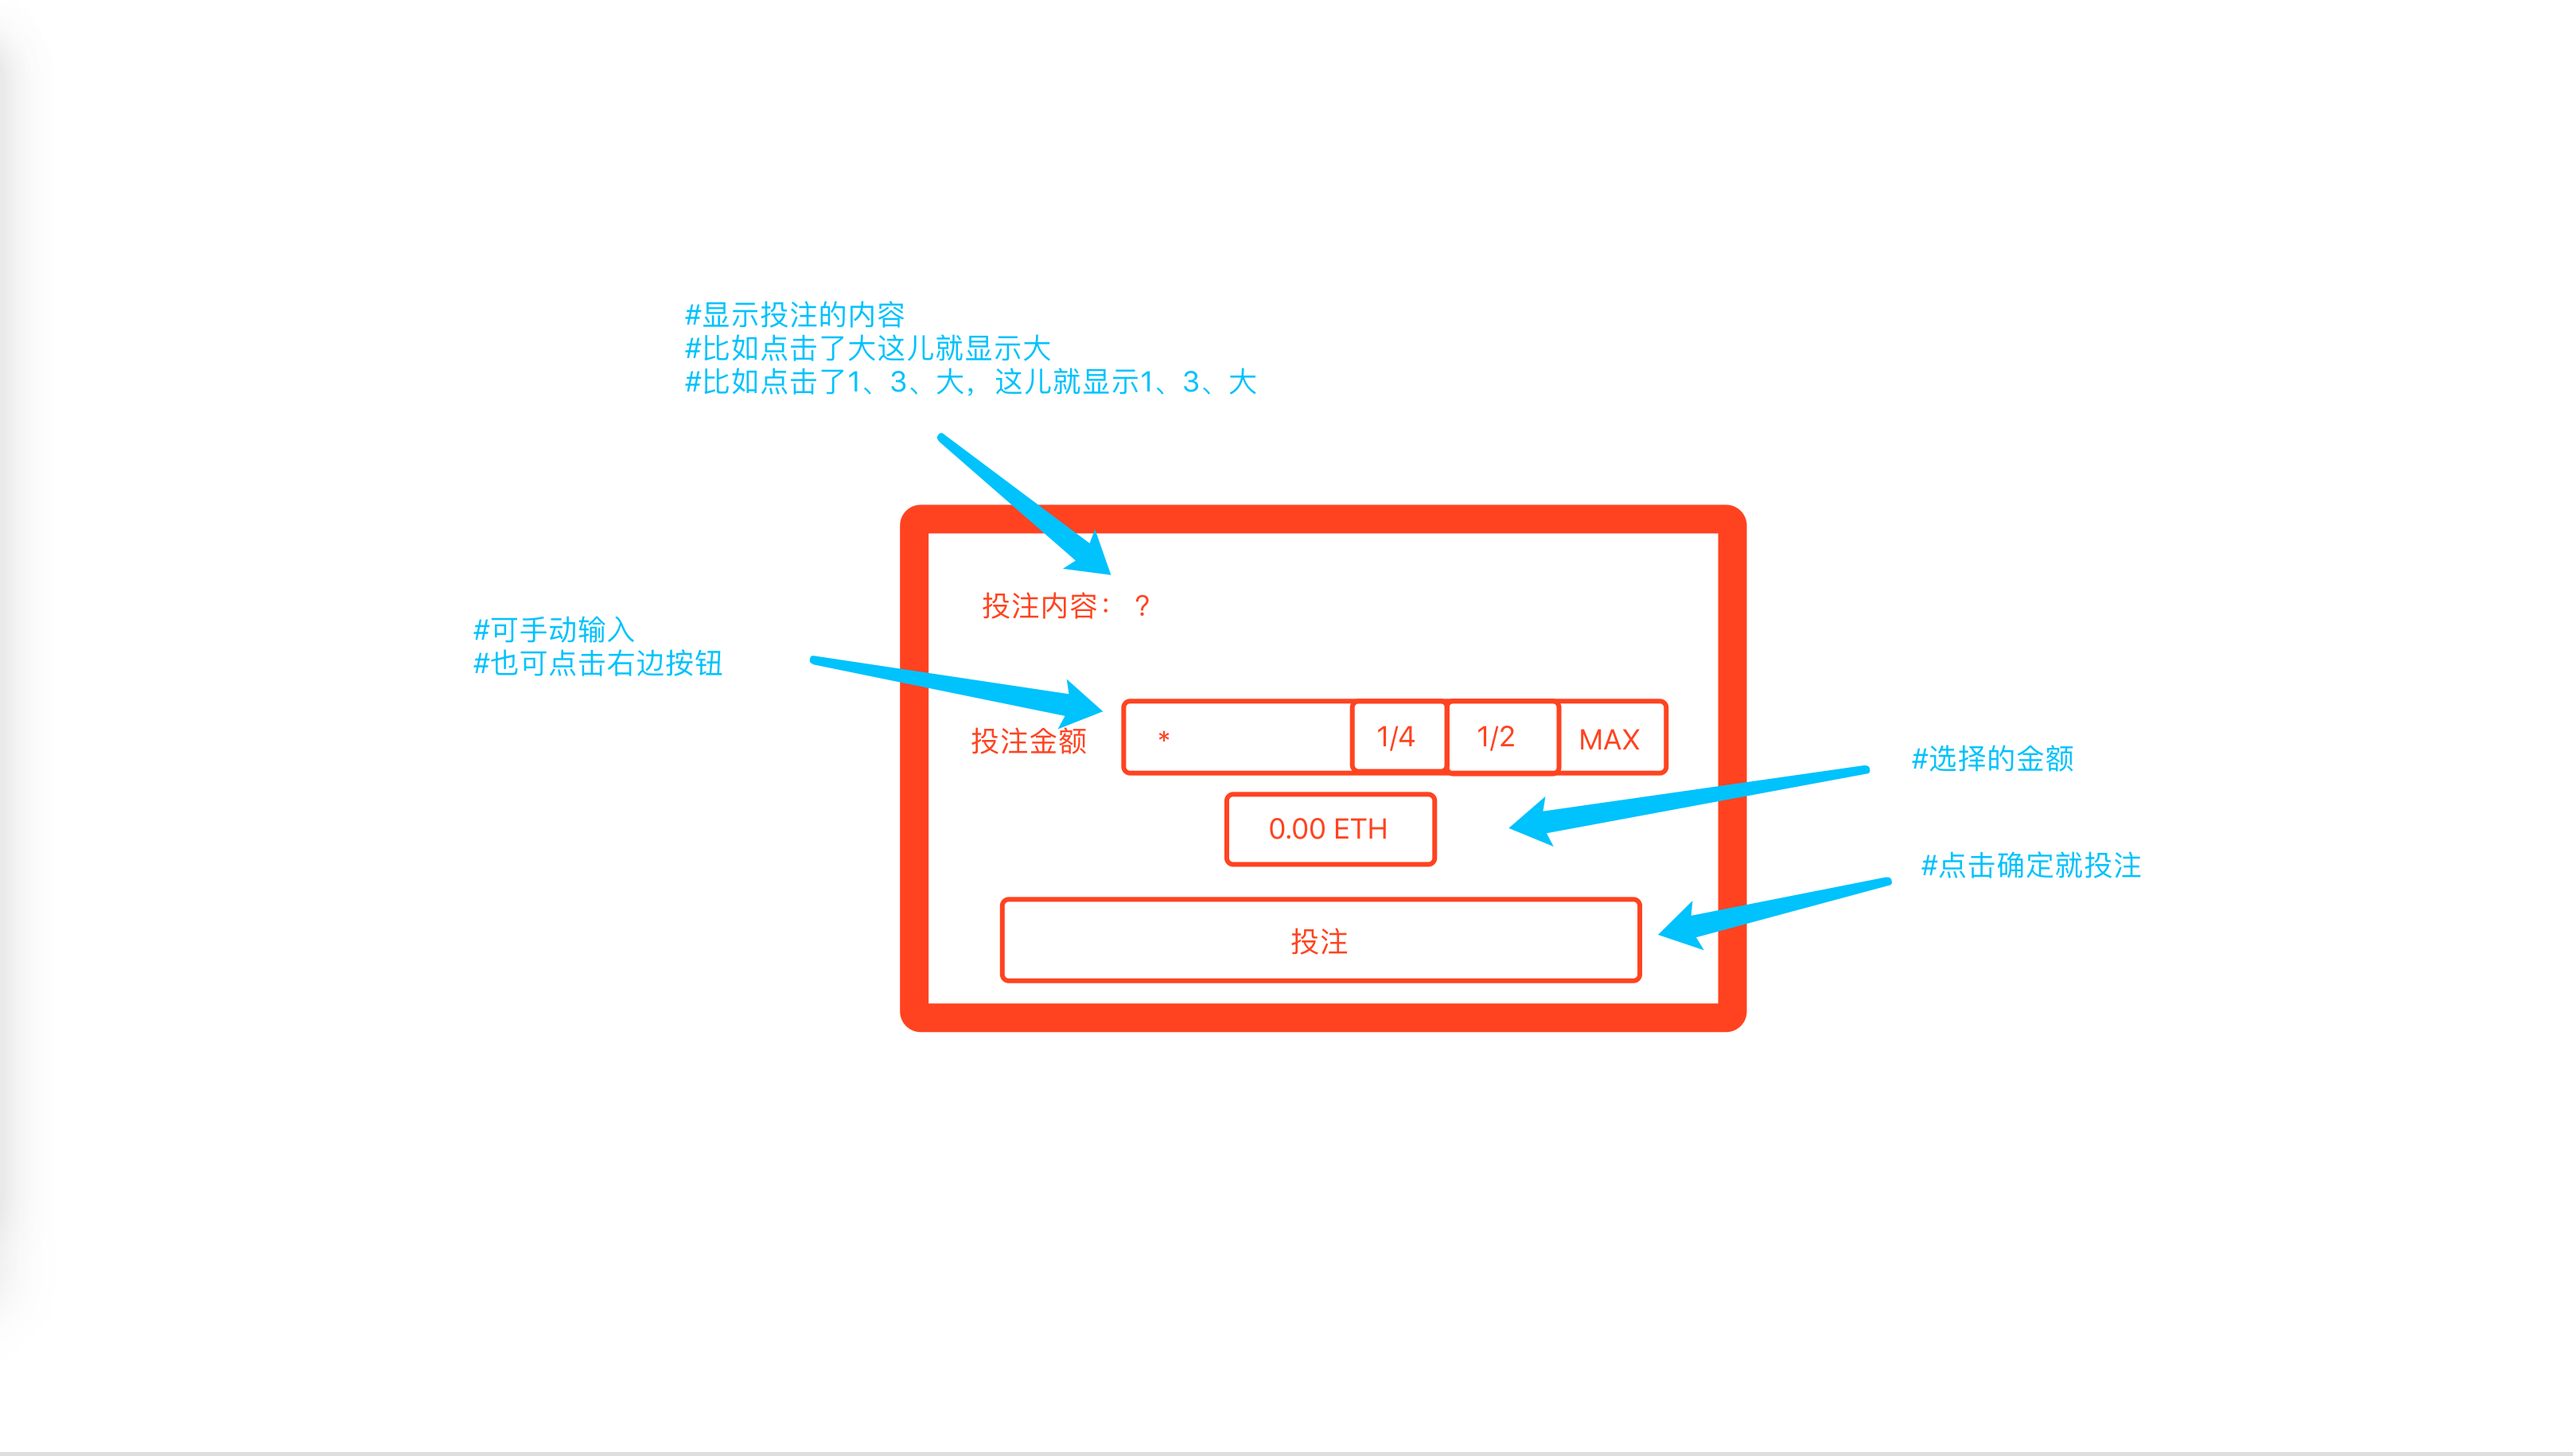 #显示投注的内容
#比如点击了大这儿就显示大
#比如点击了1、3、大，这儿就显示1、3、大
投注内容： ?
#可手动输入
#也可点击右边按钮
投注金额 * 1/4 1/2 MAX
#选择的金额
0.00 ETH
#点击确定就投注
投注